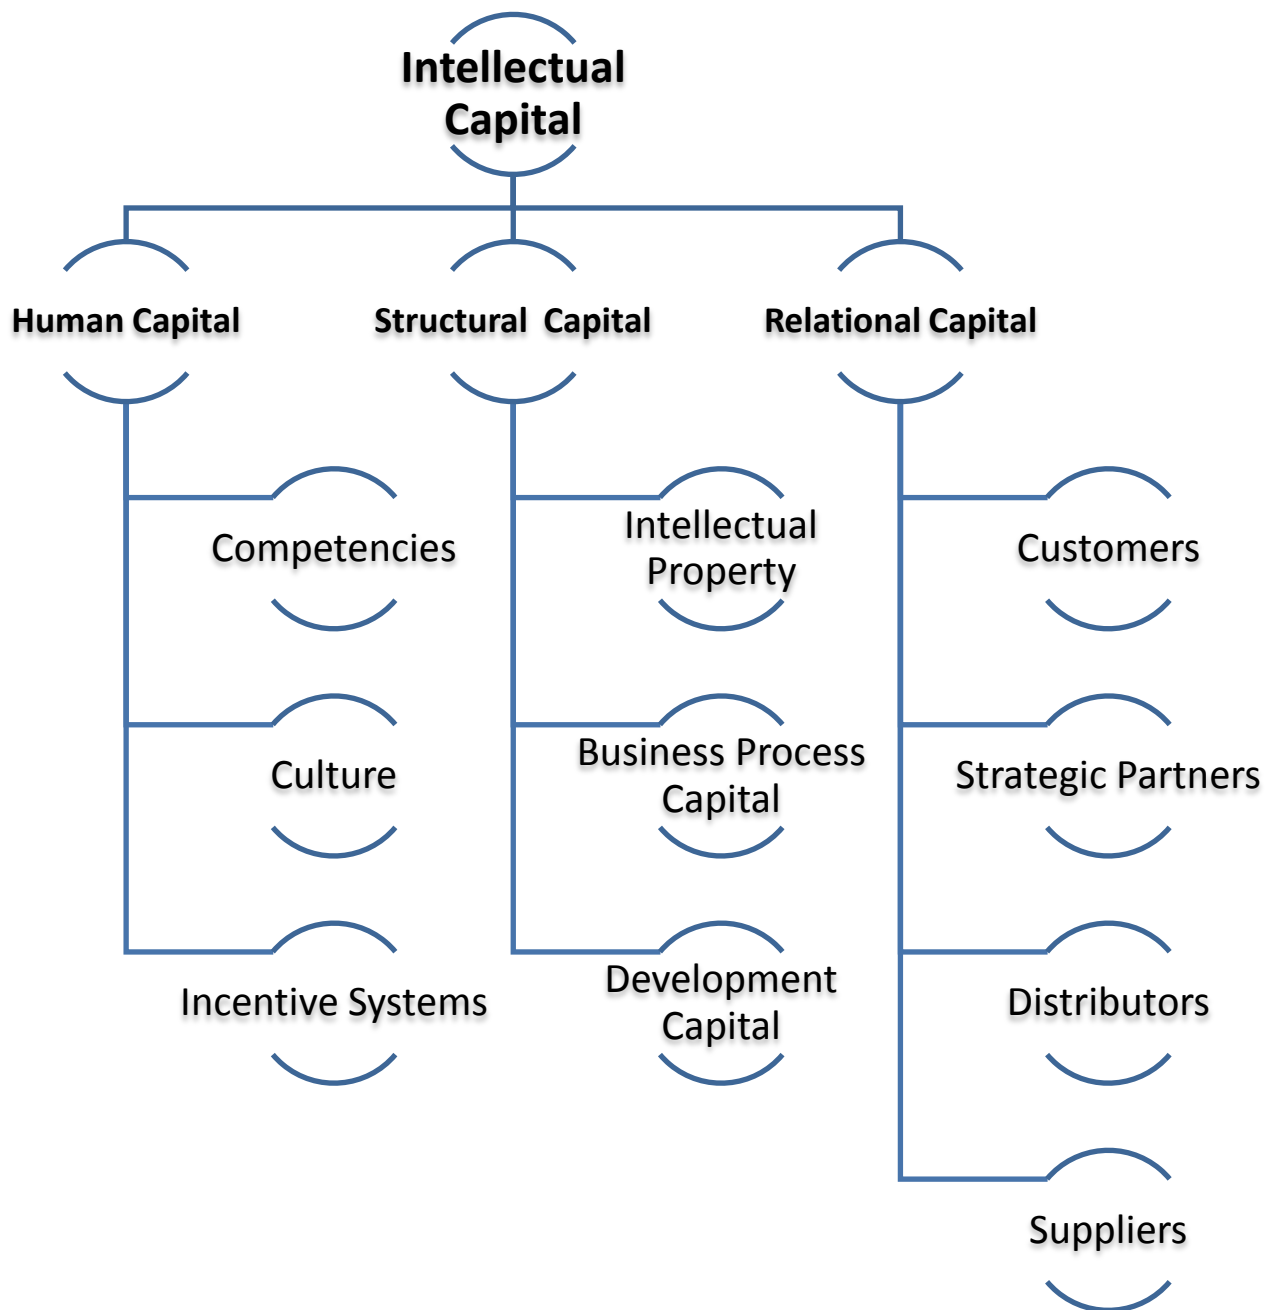 Intellectual
Capital
Human Capital
Structural  Capital
Relational Capital
Competencies
Intellectual
Property
Customers
Culture
Business Process
Capital
Strategic Partners
Incentive Systems
Development
Capital
Distributors
Suppliers